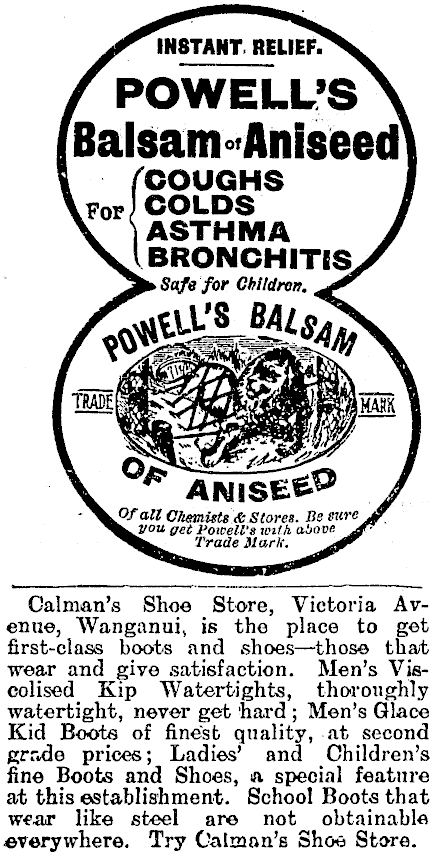 INSTANT RELIEF.
POWELL'S
Balsam of Aniseed
For
COUGHS
COLDS
ASTHMA
BRONCHITIS
Safe for Children.
POWELL'S BALSAM
TRADE MARK
OF ANISEED
Of all Chemists & Stores. Be sure
you get Powell's with above
Trade Mark.
Calman's Shoe Store, Victoria Av-
enue, Wanganui, is the place to get
first-class boots and shoes—those that
wear and give satisfaction. Men's Vis-
colised Kip Watertights, thoroughly
watertight, never get hard; Men's Glace
Kid Boots of finest quality, at second
grade prices; Ladies' and Children's
fine Boots and Shoes, a special feature
at this establishment. School Boots that
wear like steel are not obtainable
everywhere. Try Calman's Shoe Store.